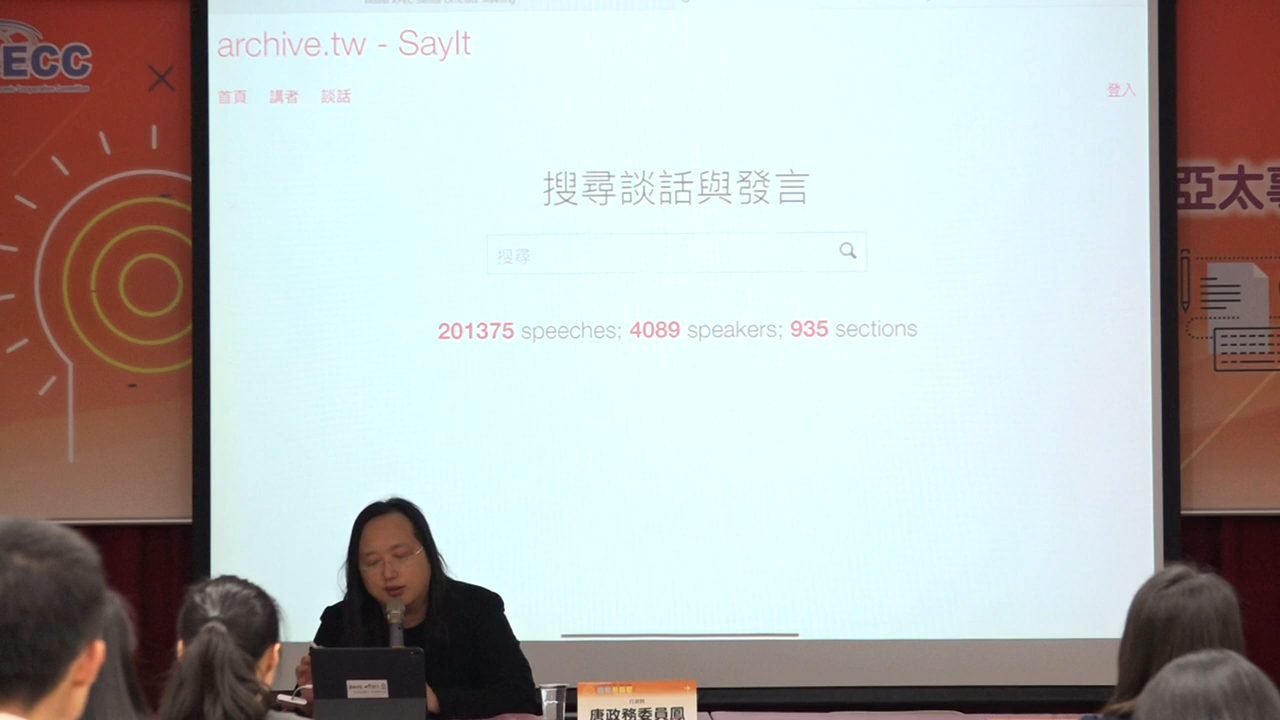 archive.tw - SayIt
首頁 講者 談話
登入
搜尋談話與發言
搜尋
201375 speeches; 4089 speakers; 935 sections
ECC
亞太事
唐政務委員鳳